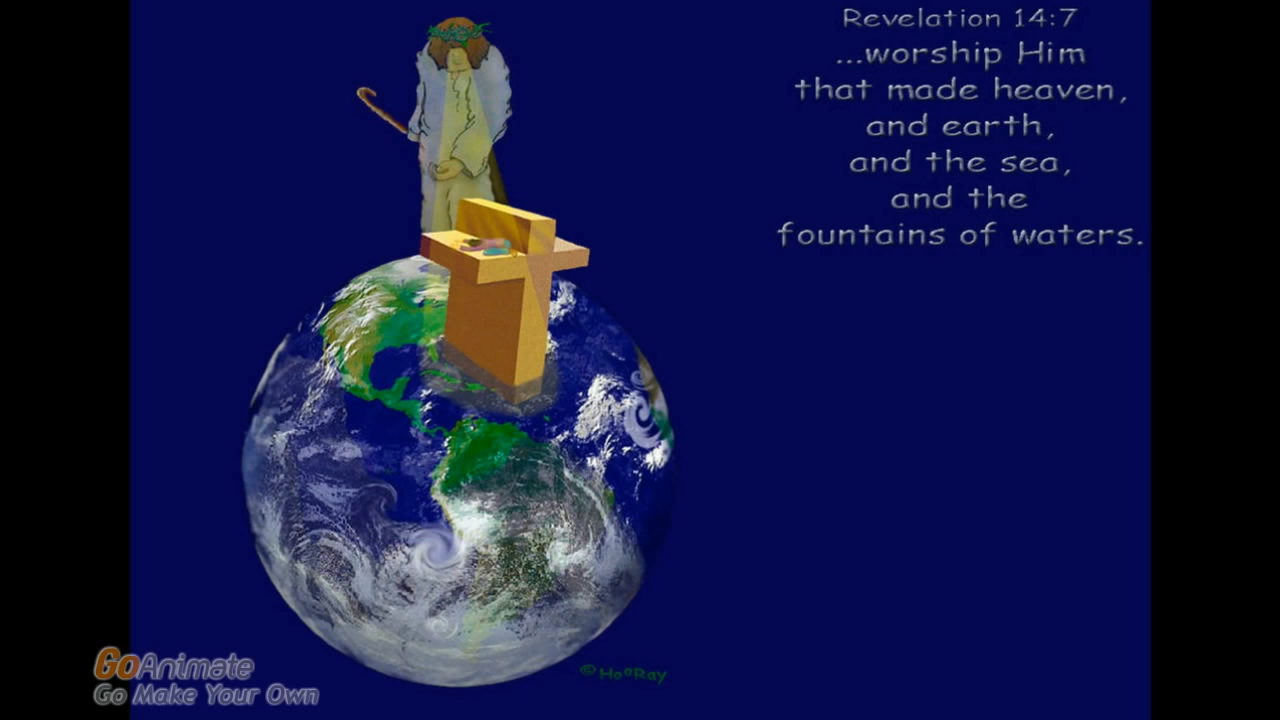 Revelation 14:7
...worship Him
that made heaven,
and earth,
and the sea,
and the
fountains of waters.
© HooRay
GoAnimate
Go Make Your Own